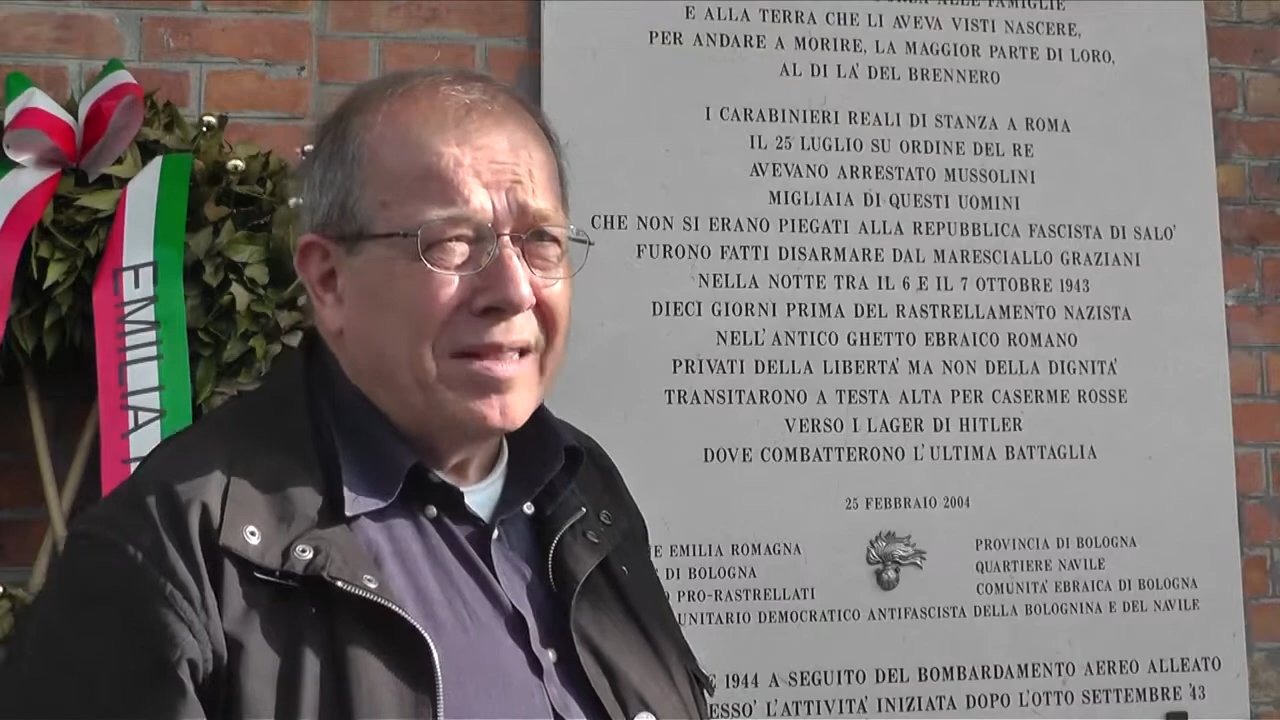 ALLE FAMIGLIE
E ALLA TERRA CHE LI AVEVA VISTI NASCERE,
PER ANDARE A MORIRE, LA MAGGIOR PARTE DI LORO,
AL DI LA' DEL BRENNERO
I CARABINIERI REALI DI STANZA A ROMA
IL 25 LUGLIO SU ORDINE DEL RE
AVEVANO ARRESTATO MUSSOLINI
MIGLIAIA DI QUESTI UOMINI
CHE NON SI ERANO PIEGATI ALLA REPUBBLICA FASCISTA DI SALO'
FURONO FATTI DISARMARE DAL MARESCIALLO GRAZIANI
NELLA NOTTE TRA IL 6 E IL 7 OTTOBRE 1943
DIECI GIORNI PRIMA DEL RASTRELLAMENTO NAZISTA
NELL'ANTICO GHETTO EBRAICO ROMANO
PRIVATI DELLA LIBERTA' MA NON DELLA DIGNITA'
TRANSITARONO A TESTA ALTA PER CASERME ROSSE
VERSO I LAGER DI HITLER
DOVE COMBATTERONO L'ULTIMA BATTAGLIA
25 FEBBRAIO 2004
EMILIA ROMAGNA
DI BOLOGNA
PRO-RASTRELLATI
PROVINCIA DI BOLOGNA
QUARTIERE NAVILE
COMUNITA' EBRAICA DI BOLOGNA
UNITARIO DEMOCRATICO ANTIFASCISTA DELLA BOLOGNINA E DEL NAVILE
1944 A SEGUITO DEL BOMBARDAMENTO AEREO ALLEATO
L'ATTIVITA' INIZIATA DOPO L'OTTO SETTEMBRE '43
EMILIA